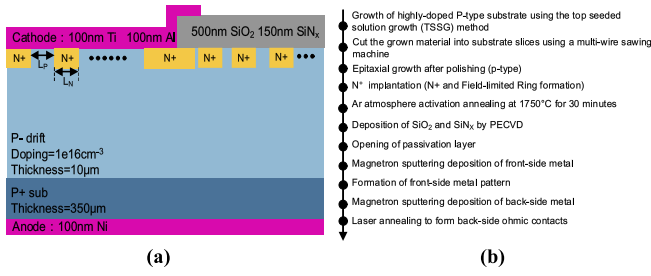 Cathode : 100nm Ti 100nm Al
500nm SiO2 150nm SiNx
N+ N+ •••••• N+ N+ N+ N+ •••
LP
LN
P- drift
Doping=1e16cm-3
Thickness=10μm
P+ sub
Thickness=350μm
Anode : 100nm Ni
(a)
Growth of highly-doped P-type substrate using the top seeded
solution growth (TSSG) method
Cut the grown material into substrate slices using a multi-wire sawing
machine
Epitaxial growth after polishing (p-type)
N+ implantation (N+ and Field-limited Ring formation)
Ar atmosphere activation annealing at 1750°C for 30 minutes
Deposition of SiO2 and SiNX by PECVD
Opening of passivation layer
Magnetron sputtering deposition of front-side metal
Formation of front-side metal pattern
Magnetron sputtering deposition of back-side metal
Laser annealing to form back-side ohmic contacts
(b)